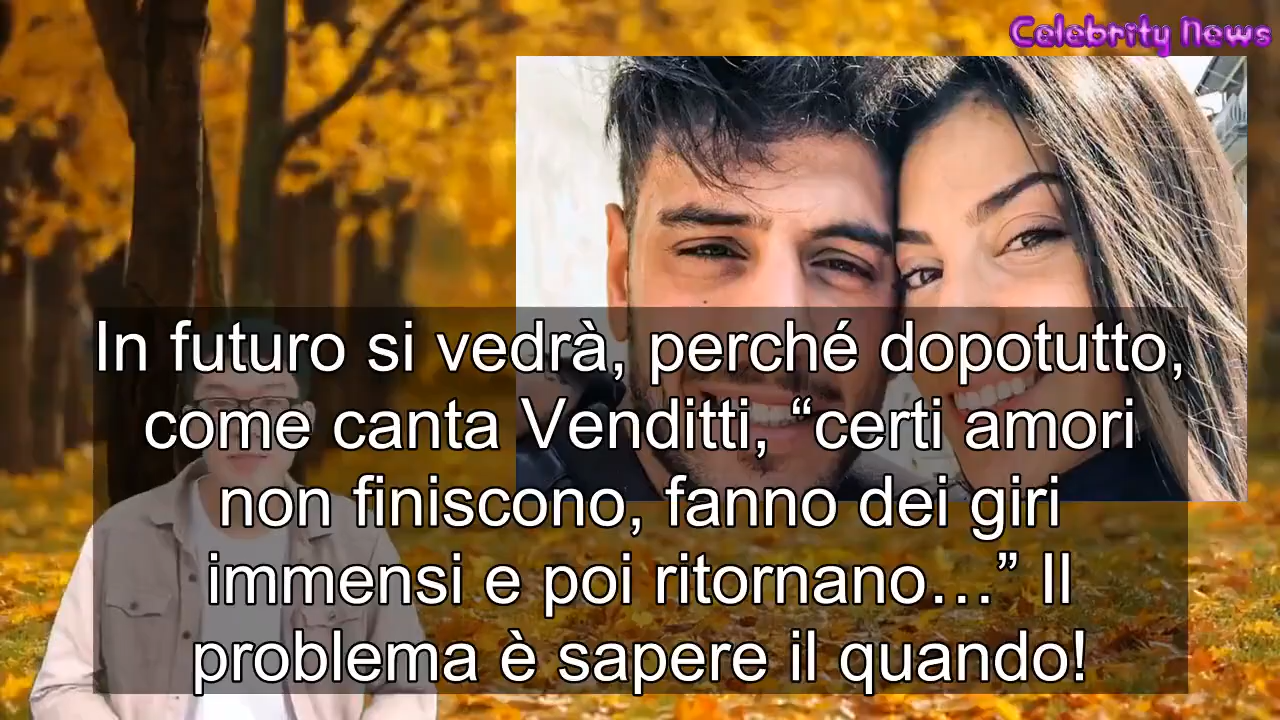 Celebrity News
In futuro si vedrà, perché dopotutto,
come canta Venditti, “certi amori
non finiscono, fanno dei giri
immensi e poi ritornano…” Il
problema è sapere il quando!